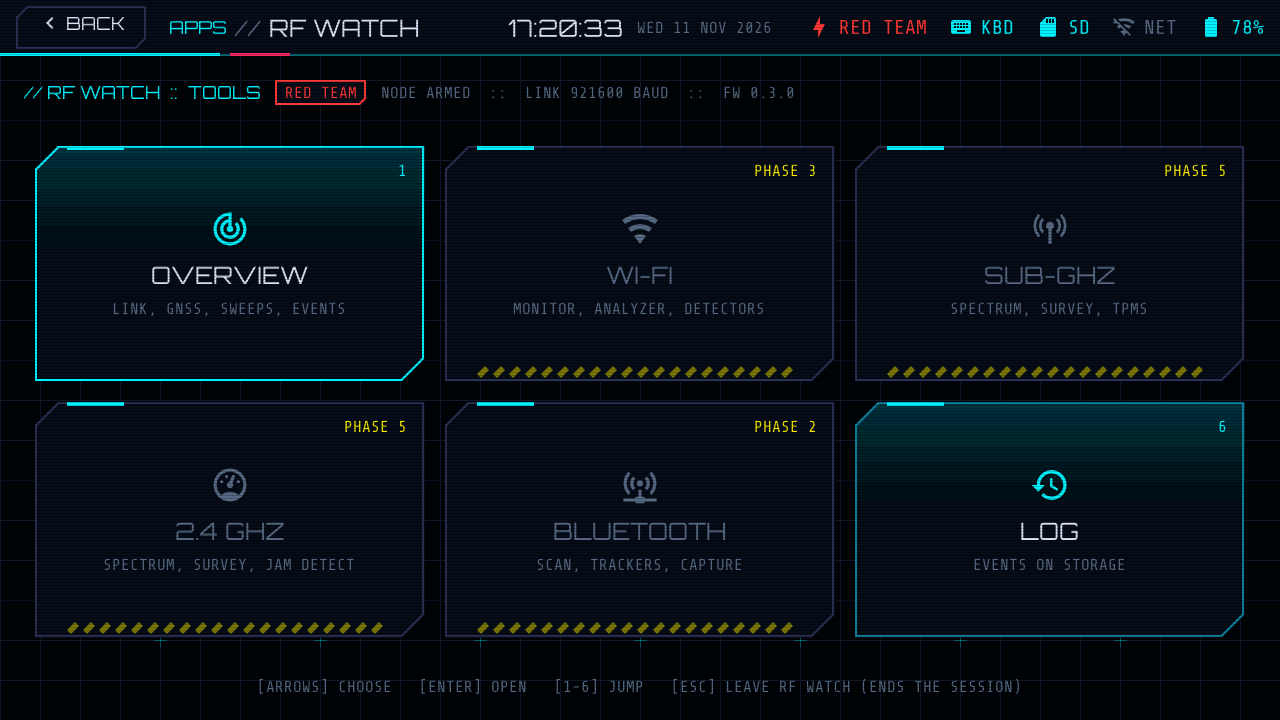 BACK APPS // RF WATCH 17:20:33 WED 11 NOV 2026 RED TEAM KBD SD NET 78%
// RF WATCH :: TOOLS RED TEAM NODE ARMED :: LINK 921600 BAUD :: FW 0.3.0
1
OVERVIEW
LINK, GNSS, SWEEPS, EVENTS
PHASE 3
WI-FI
MONITOR, ANALYZER, DETECTORS
PHASE 5
SUB-GHZ
SPECTRUM, SURVEY, TPMS
PHASE 5
2.4 GHZ
SPECTRUM, SURVEY, JAM DETECT
PHASE 2
BLUETOOTH
SCAN, TRACKERS, CAPTURE
6
LOG
EVENTS ON STORAGE
[ARROWS] CHOOSE [ENTER] OPEN [1-6] JUMP [ESC] LEAVE RF WATCH (ENDS THE SESSION)